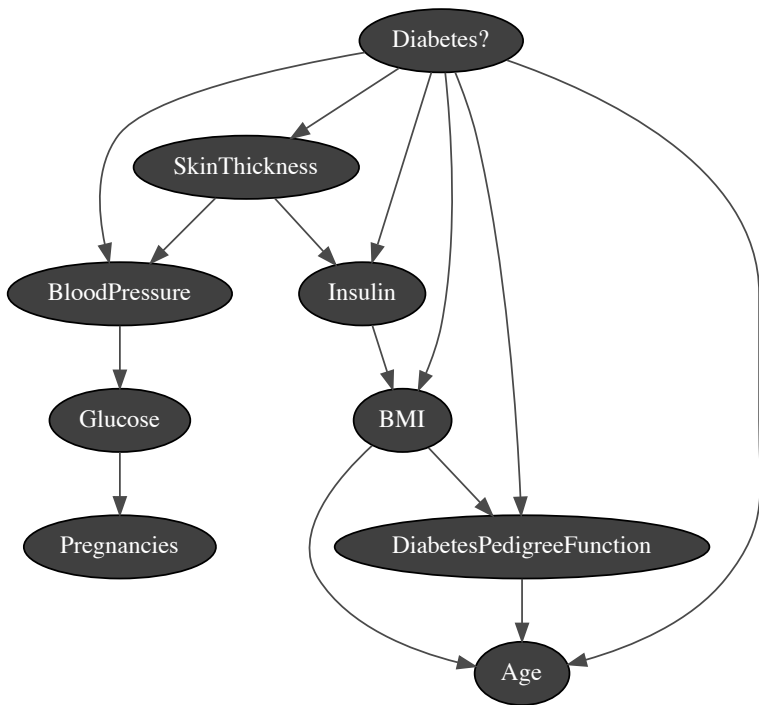 Diabetes?
SkinThickness
BloodPressure
Insulin
Glucose
BMI
Pregnancies
DiabetesPedigreeFunction
Age